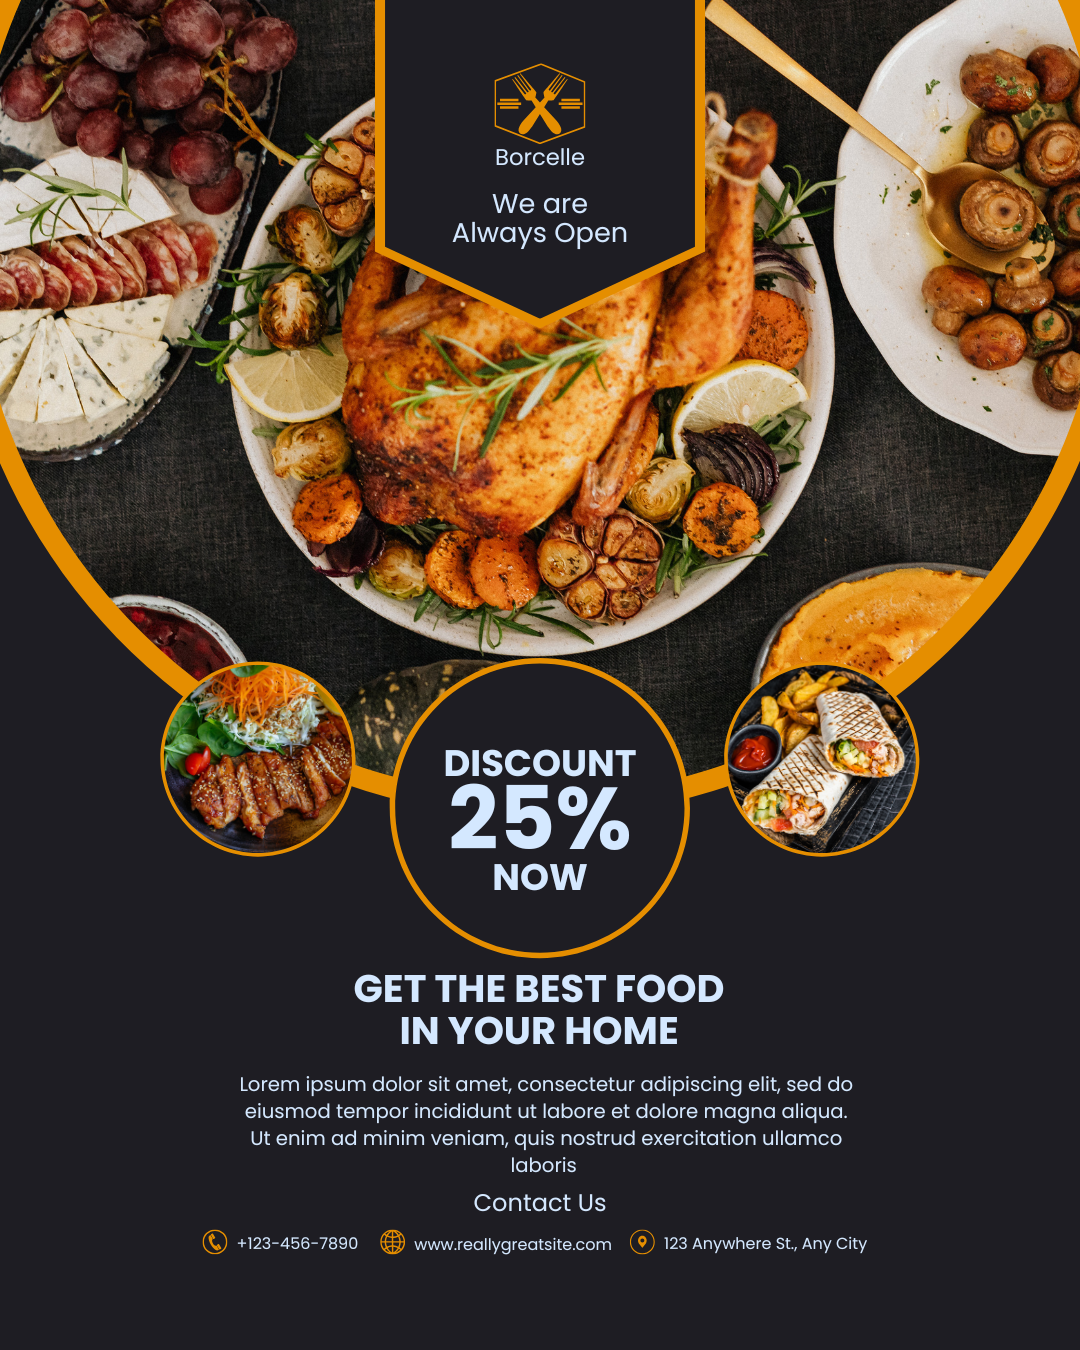 Borcelle
We are
Always Open
DISCOUNT
25%
NOW
GET THE BEST FOOD
IN YOUR HOME
Lorem ipsum dolor sit amet, consectetur adipiscing elit, sed do
eiusmod tempor incididunt ut labore et dolore magna aliqua.
Ut enim ad minim veniam, quis nostrud exercitation ullamco
laboris
Contact Us
+123-456-7890
www.reallygreatsite.com
123 Anywhere St., Any City